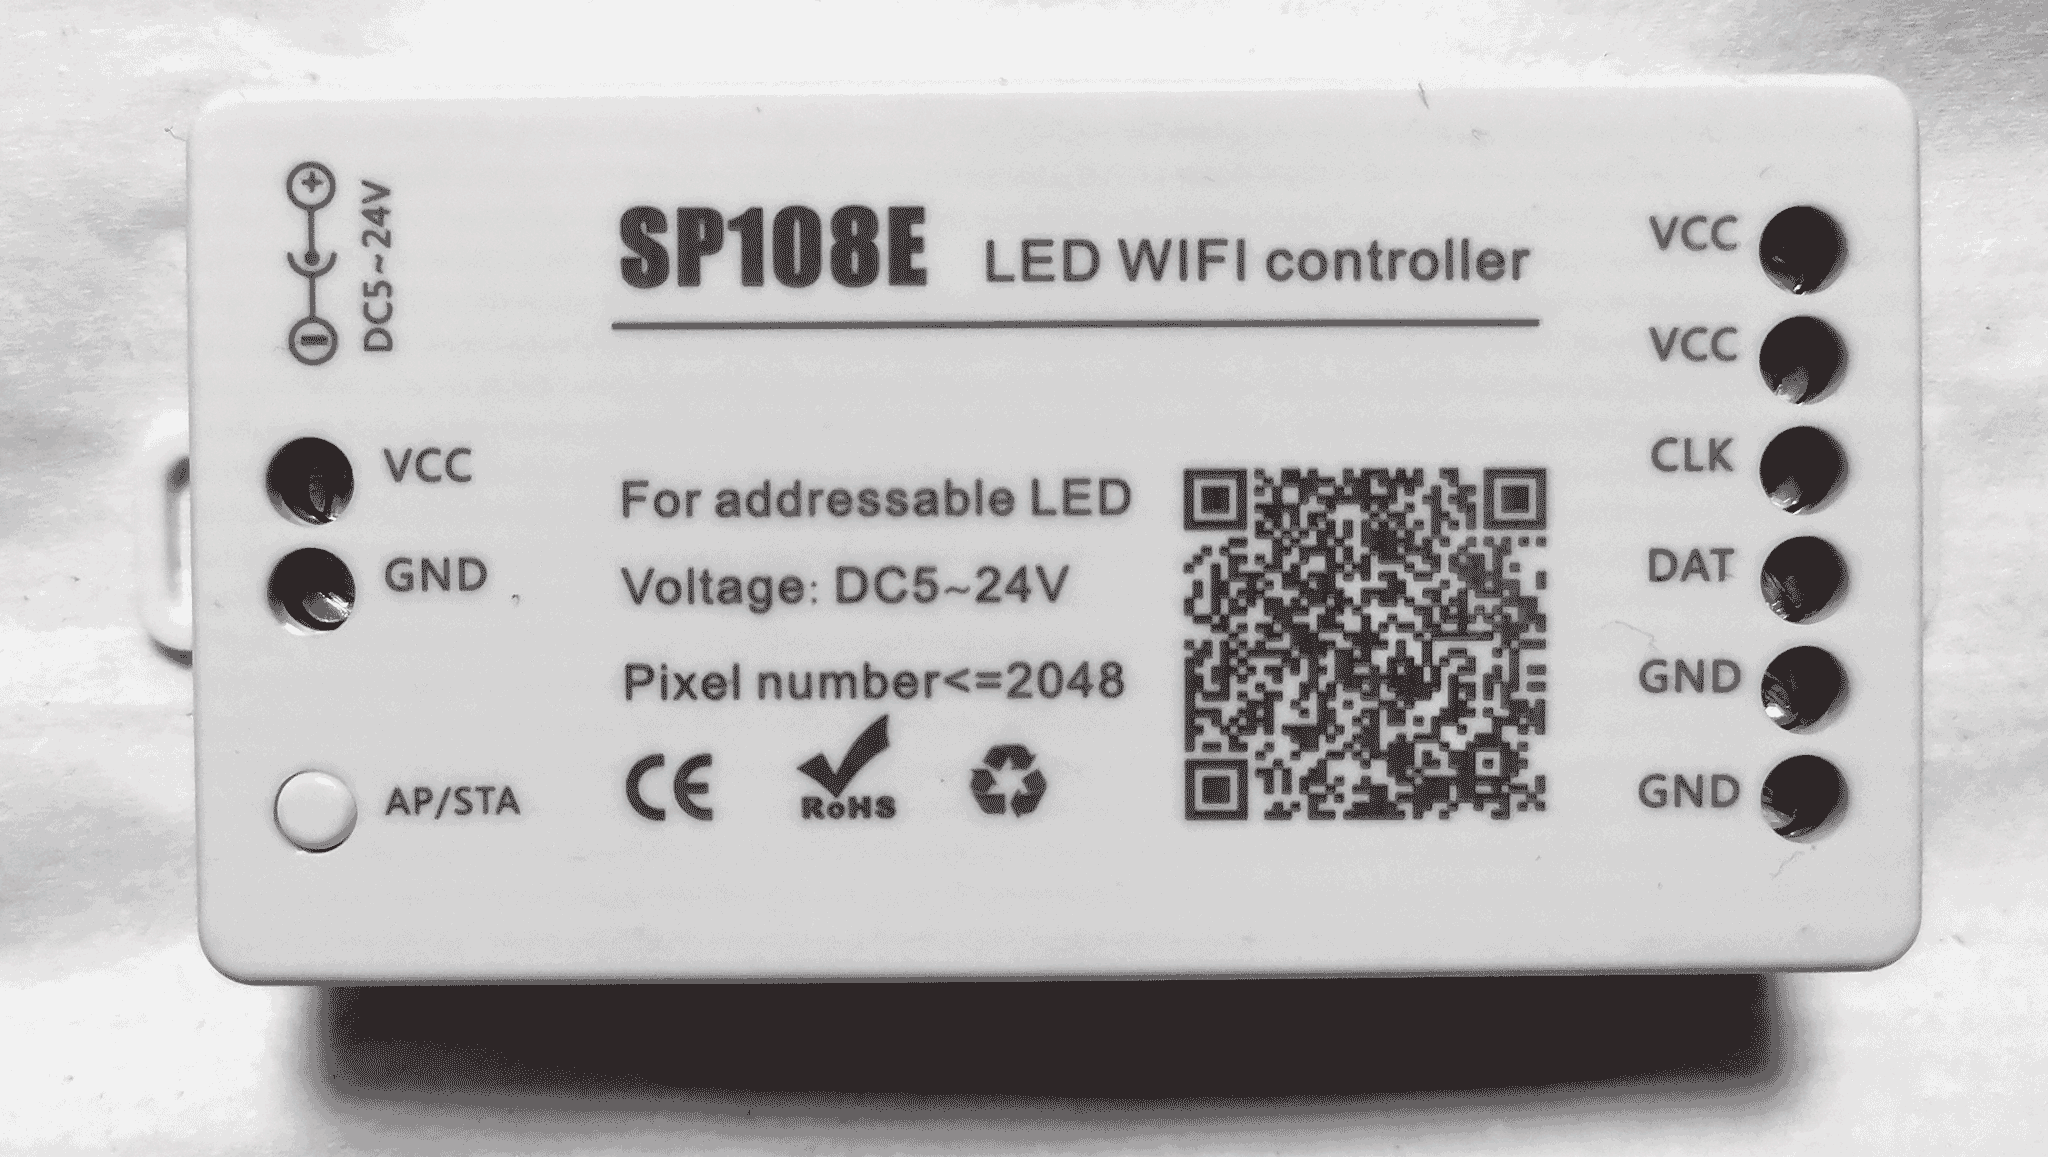 DC5~24V
SP108E LED WIFI controller
VCC
GND
AP/STA
For addressable LED
Voltage: DC5~24V
Pixel number<=2048
CE RoHS
VCC
VCC
CLK
DAT
GND
GND